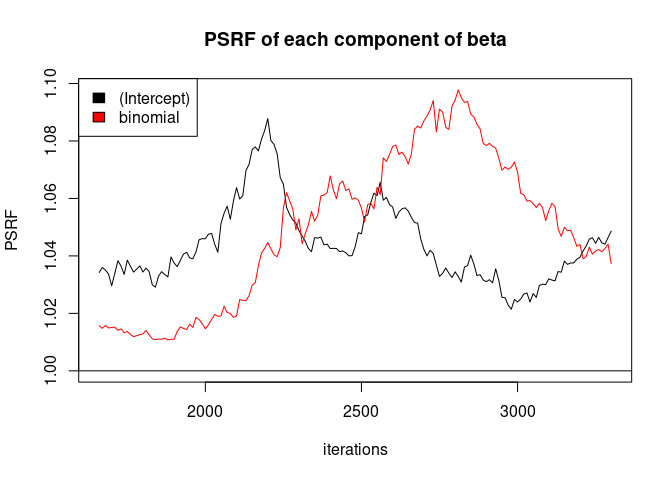 PSRF of each component of beta
(Intercept)
binomial
PSRF
1.10
1.08
1.06
1.04
1.02
1.00
2000 2500 3000
iterations